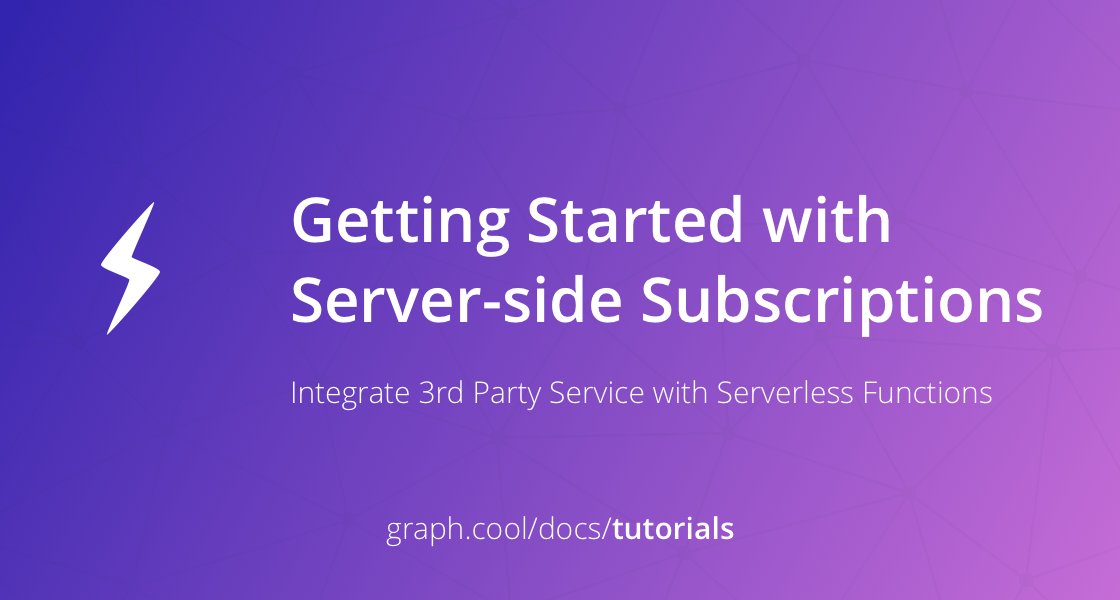 Getting Started with
Server-side Subscriptions
Integrate 3rd Party Service with Serverless Functions
graph.cool/docs/tutorials